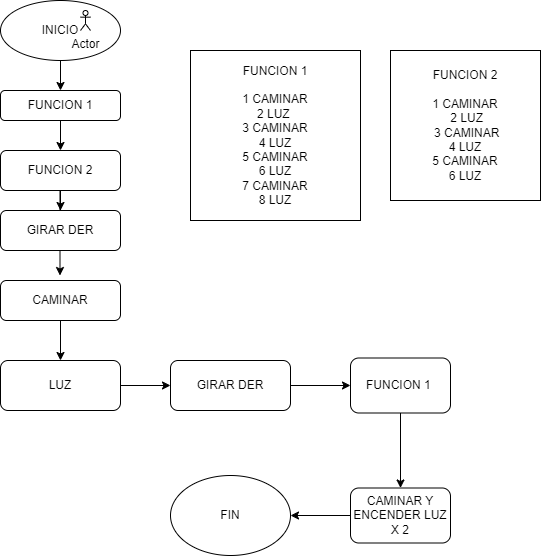 INICIO
Actor
FUNCION 1
FUNCION 2
GIRAR DER
CAMINAR
LUZ
GIRAR DER
FUNCION 1
CAMINAR Y
ENCENDER LUZ
X 2
FIN
FUNCION 1
1 CAMINAR
2 LUZ
3 CAMINAR
4 LUZ
5 CAMINAR
6 LUZ
7 CAMINAR
8 LUZ
FUNCION 2
1 CAMINAR
2 LUZ
3 CAMINAR
4 LUZ
5 CAMINAR
6 LUZ